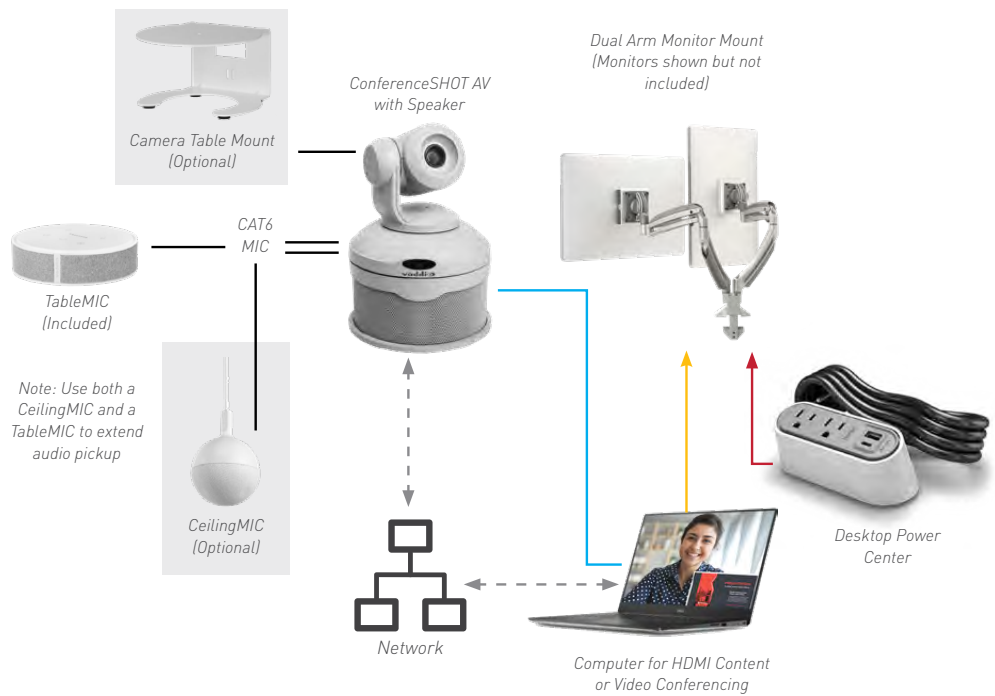 Dual Arm Monitor Mount
(Monitors shown but not
included)
ConferenceSHOT AV
with Speaker
Camera Table Mount
(Optional)
CAT6
MIC
vaddio
TableMIC
(Included)
Note: Use both a
CeilingMIC and a
TableMIC to extend
audio pickup
CeilingMIC
(Optional)
Desktop Power
Center
Network
Computer for HDMI Content
or Video Conferencing